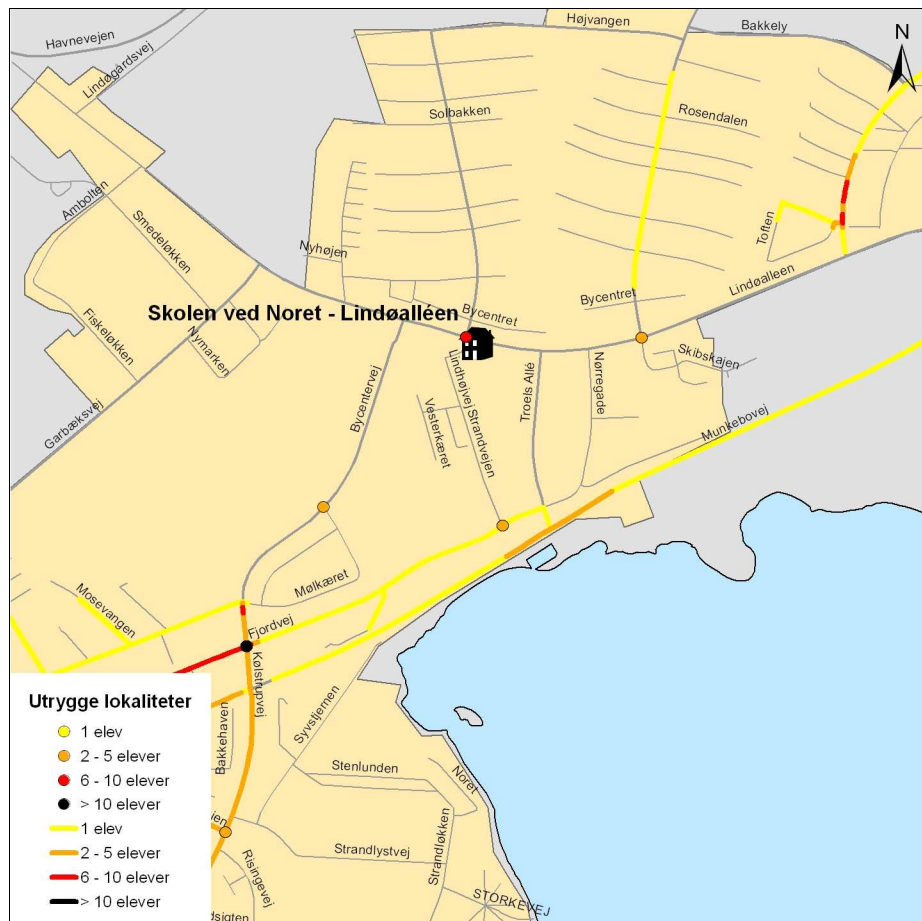 Havnevejen
Lindøgårdsvej
Højvangen
Bakkely
N
Solbakken
Rosendalen
Ambolten
Smedeløkken
Nyhøjen
Toften
Lindøalleen
Bycentret
Bycentret
Skolen ved Noret - Lindøalléen
Fiskeløkken
Nymarken
Garbæksvej
Bycentervej
Lindhøjvej
Strandvejen
Vesterkæret
Troels Allé
Nørregade
Skibskajen
Munkebovej
Mølkæret
Mosevangen
Fjordvej
Kølstrupvej
Bakkehaven
Syvstjernen
Stenlunden
Noret
Strandløkken
Strandlystvej
Risingevej
STORKEVEJ
Utrygge lokaliteter
1 elev
2 - 5 elever
6 - 10 elever
> 10 elever
1 elev
2 - 5 elever
6 - 10 elever
> 10 elever